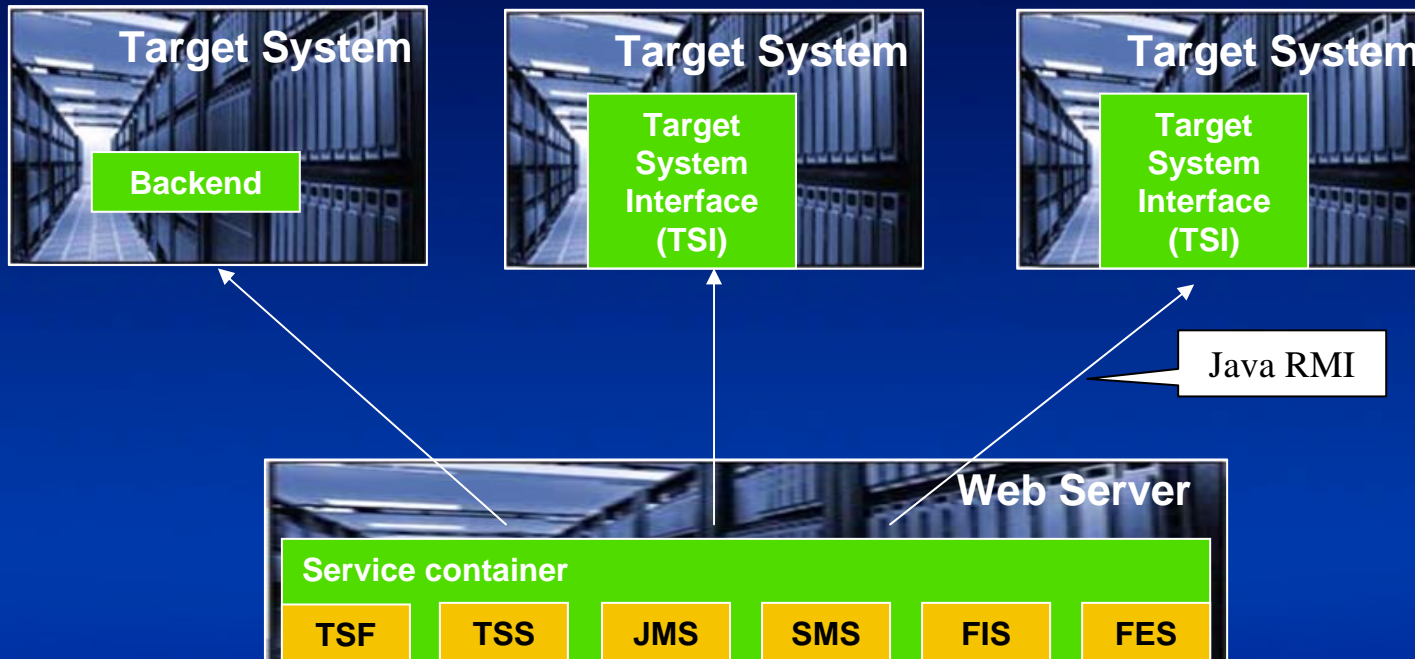 Target System
Target System
Target System
Backend
Target
System
Interface
(TSI)
Target
System
Interface
(TSI)
Java RMI
Web Server
Service container
TSF
TSS
JMS
SMS
FIS
FES